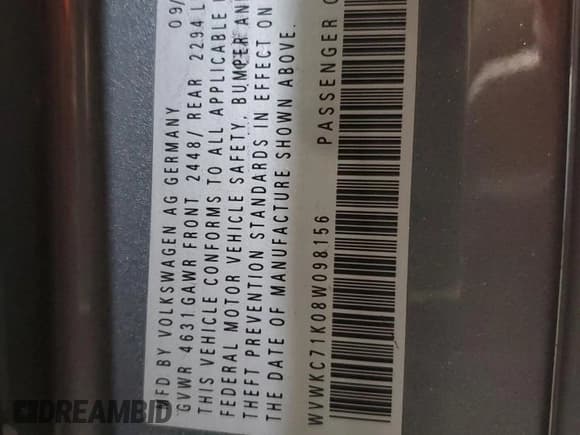 MFD BY VOLKSWAGEN AG GERMANY 09/
GVWR 4631 GAWR FRONT 2448/ REAR 2294
THIS VEHICLE CONFORMS TO ALL APPLICABLE
FEDERAL MOTOR VEHICLE SAFETY, BUMPER AND
THEFT PREVENTION STANDARDS IN EFFECT ON
THE DATE OF MANUFACTURE SHOWN ABOVE.
WVWKC71K08W098156 PASSENGER
DREAMBID